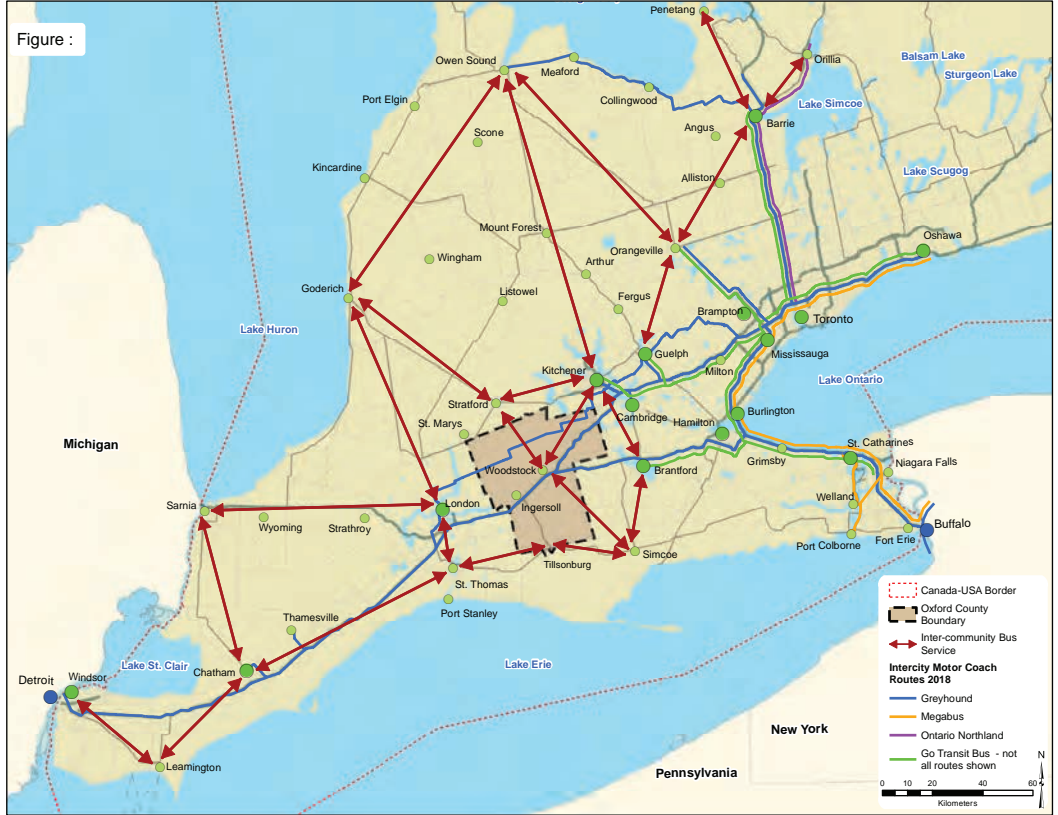 Figure :
Penetang
Orillia
Balsam Lake
Sturgeon Lake
Owen Sound
Meaford
Collingwood
Lake Simcoe
Port Elgin
Angus
Barrie
Scone
Kincardine
Alliston
Lake Scugog
Mount Forest
Orangeville
Oshawa
Wingham
Arthur
Goderich
Listowel
Fergus
Brampton
Toronto
Lake Huron
Guelph
Mississauga
Kitchener
Milton
Lake Ontario
Stratford
Cambridge
Burlington
St. Marys
Hamilton
Michigan
St. Catharines
Woodstock
Brantford
Grimsby
Niagara Falls
Sarnia
London
Ingersoll
Welland
Wyoming
Strathroy
Buffalo
Port Colborne
Fort Erie
Simcoe
Tillsonburg
St. Thomas
Port Stanley
Thamesville
Lake St. Clair
Lake Erie
Chatham
Detroit
Windsor
Leamington
New York
Pennsylvania
Canada-USA Border
Oxford County
Boundary
Inter-community Bus
Service
Intercity Motor Coach
Routes 2018
Greyhound
Megabus
Ontario Northland
Go Transit Bus - not
all routes shown
N
0 10 20 40 60
Kilometers